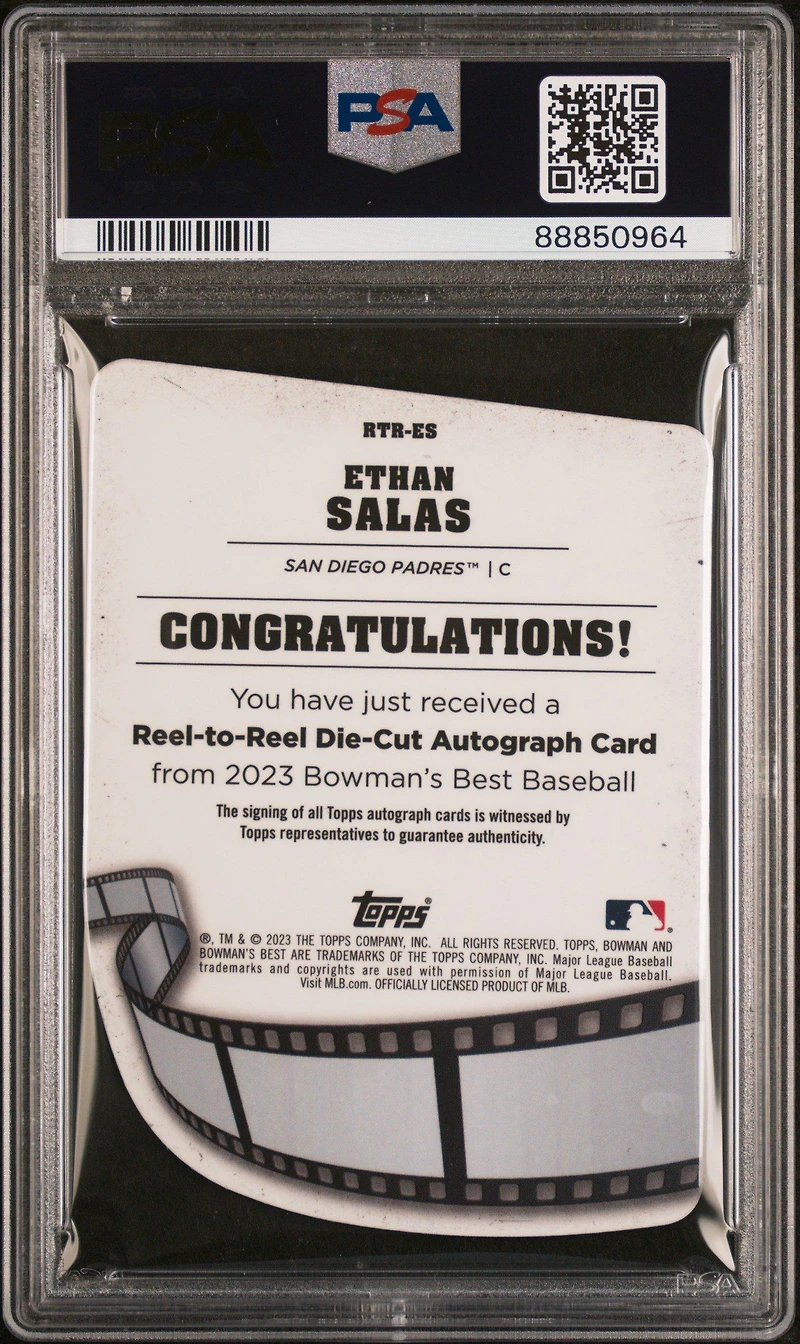 PSA
PSA
88850964
RTR-ES
ETHAN
SALAS
SAN DIEGO PADRES™ | C
CONGRATULATIONS!
You have just received a
Reel-to-Reel Die-Cut Autograph Card
from 2023 Bowman's Best Baseball
The signing of all Topps autograph cards is witnessed by
Topps representatives to guarantee authenticity.
topps®
®, TM & © 2023 THE TOPPS COMPANY, INC. ALL RIGHTS RESERVED. TOPPS, BOWMAN AND
BOWMAN'S BEST ARE TRADEMARKS OF THE TOPPS COMPANY, INC. Major League Baseball
trademarks and copyrights are used with permission of Major League Baseball.
Visit MLB.com. OFFICIALLY LICENSED PRODUCT OF MLB.
PSA